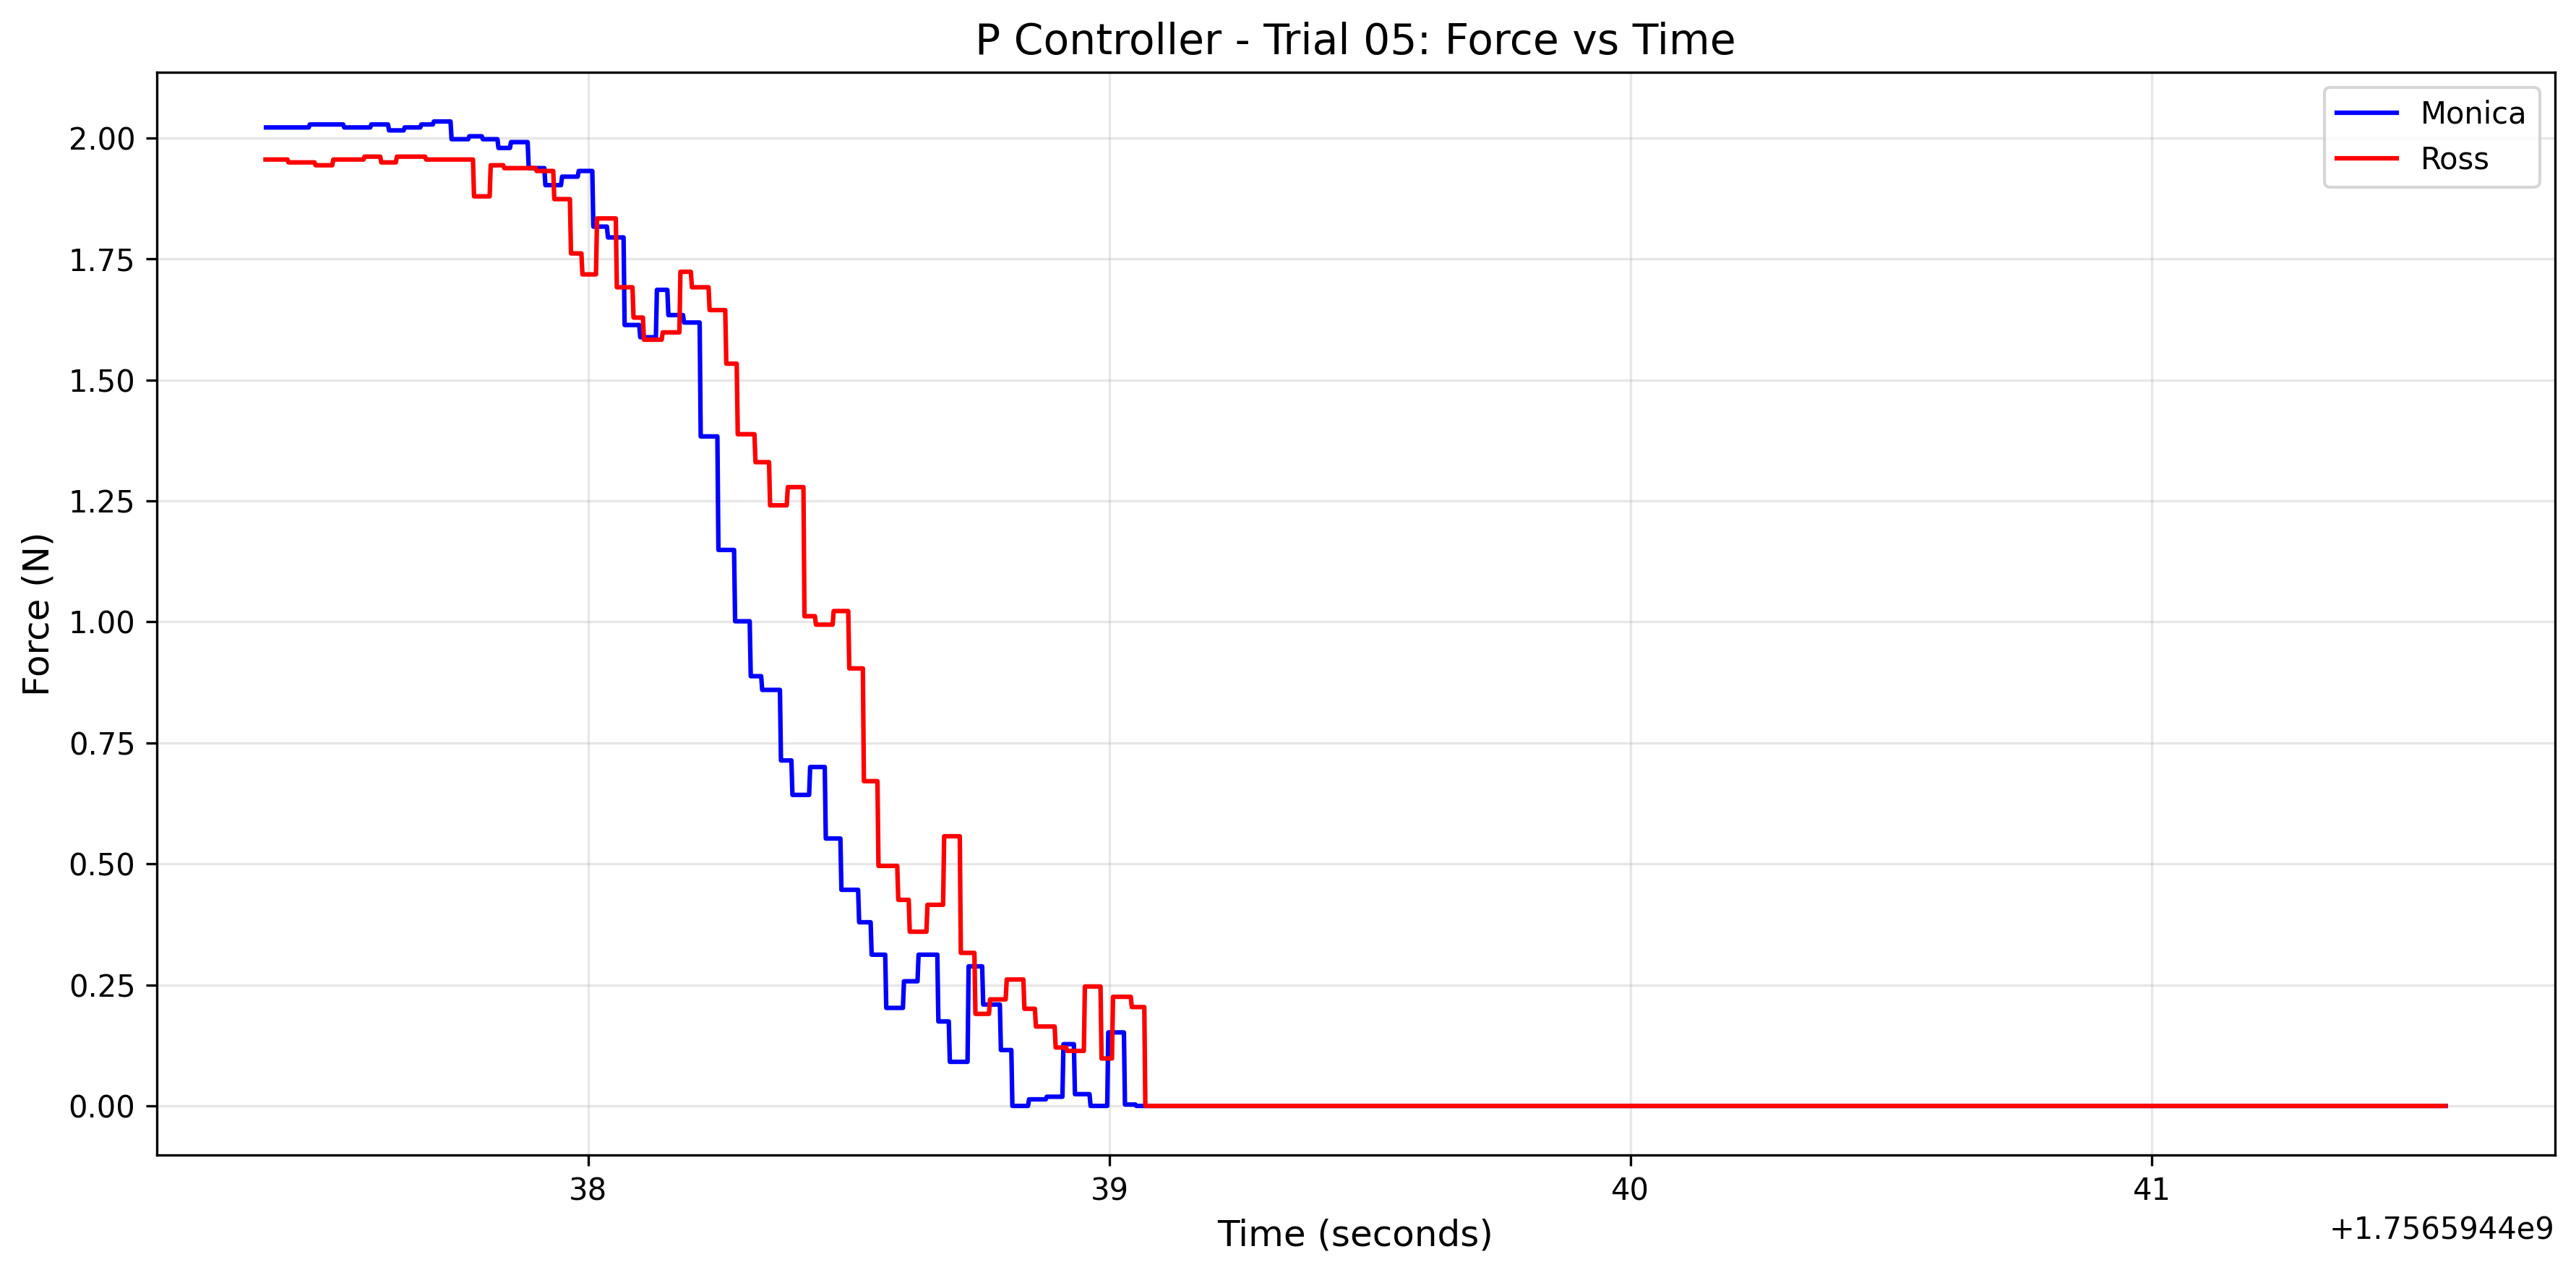 P Controller - Trial 05: Force vs Time
Monica
Ross
Force (N)
2.00
1.75
1.50
1.25
1.00
0.75
0.50
0.25
0.00
38
39
40
41
Time (seconds)
+1.7565944e9